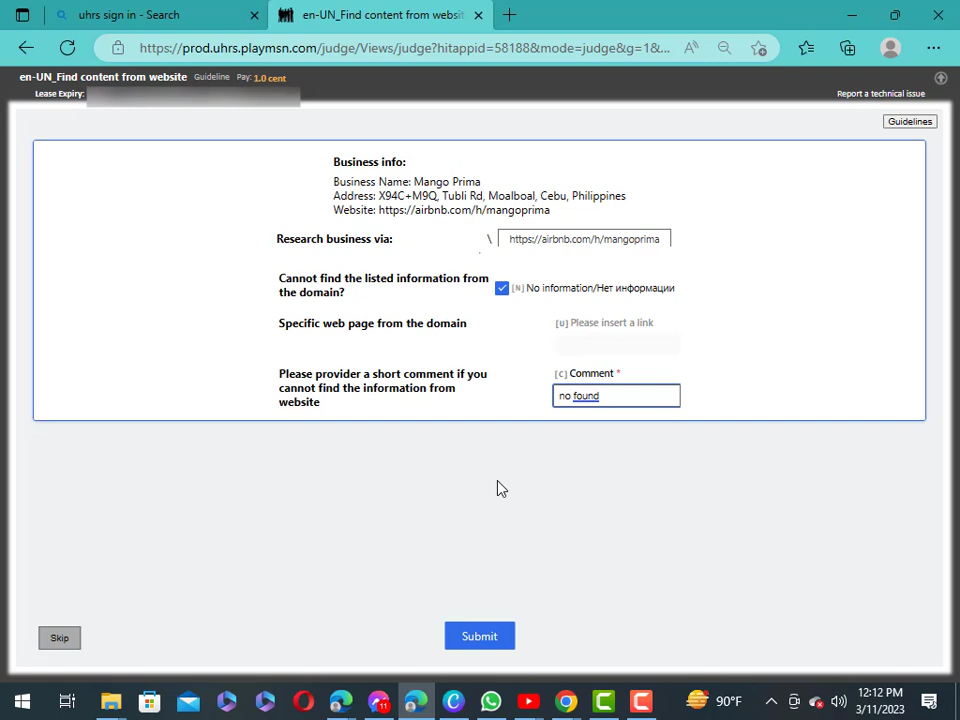 uhrs sign in - Search
en-UN_Find content from websit
https://prod.uhrs.playmsn.com/judge/Views/judge?hitappid=58188&mode=judge&g=1&...
en-UN_Find content from website Guideline Pay: 1.0 cent
Lease Expiry:
Report a technical issue
Guidelines
Business info:
Business Name: Mango Prima
Address: X94C+M9Q, Tubli Rd, Moalboal, Cebu, Philippines
Website: https://airbnb.com/h/mangoprima
Research business via: \ https://airbnb.com/h/mangoprima
Cannot find the listed information from
the domain?
[N] No information/Нет информации
Specific web page from the domain
[U] Please insert a link
Please provider a short comment if you
cannot find the information from
website
[C] Comment *
no found
Skip
Submit
11
90°F
12:12 PM
3/11/2023